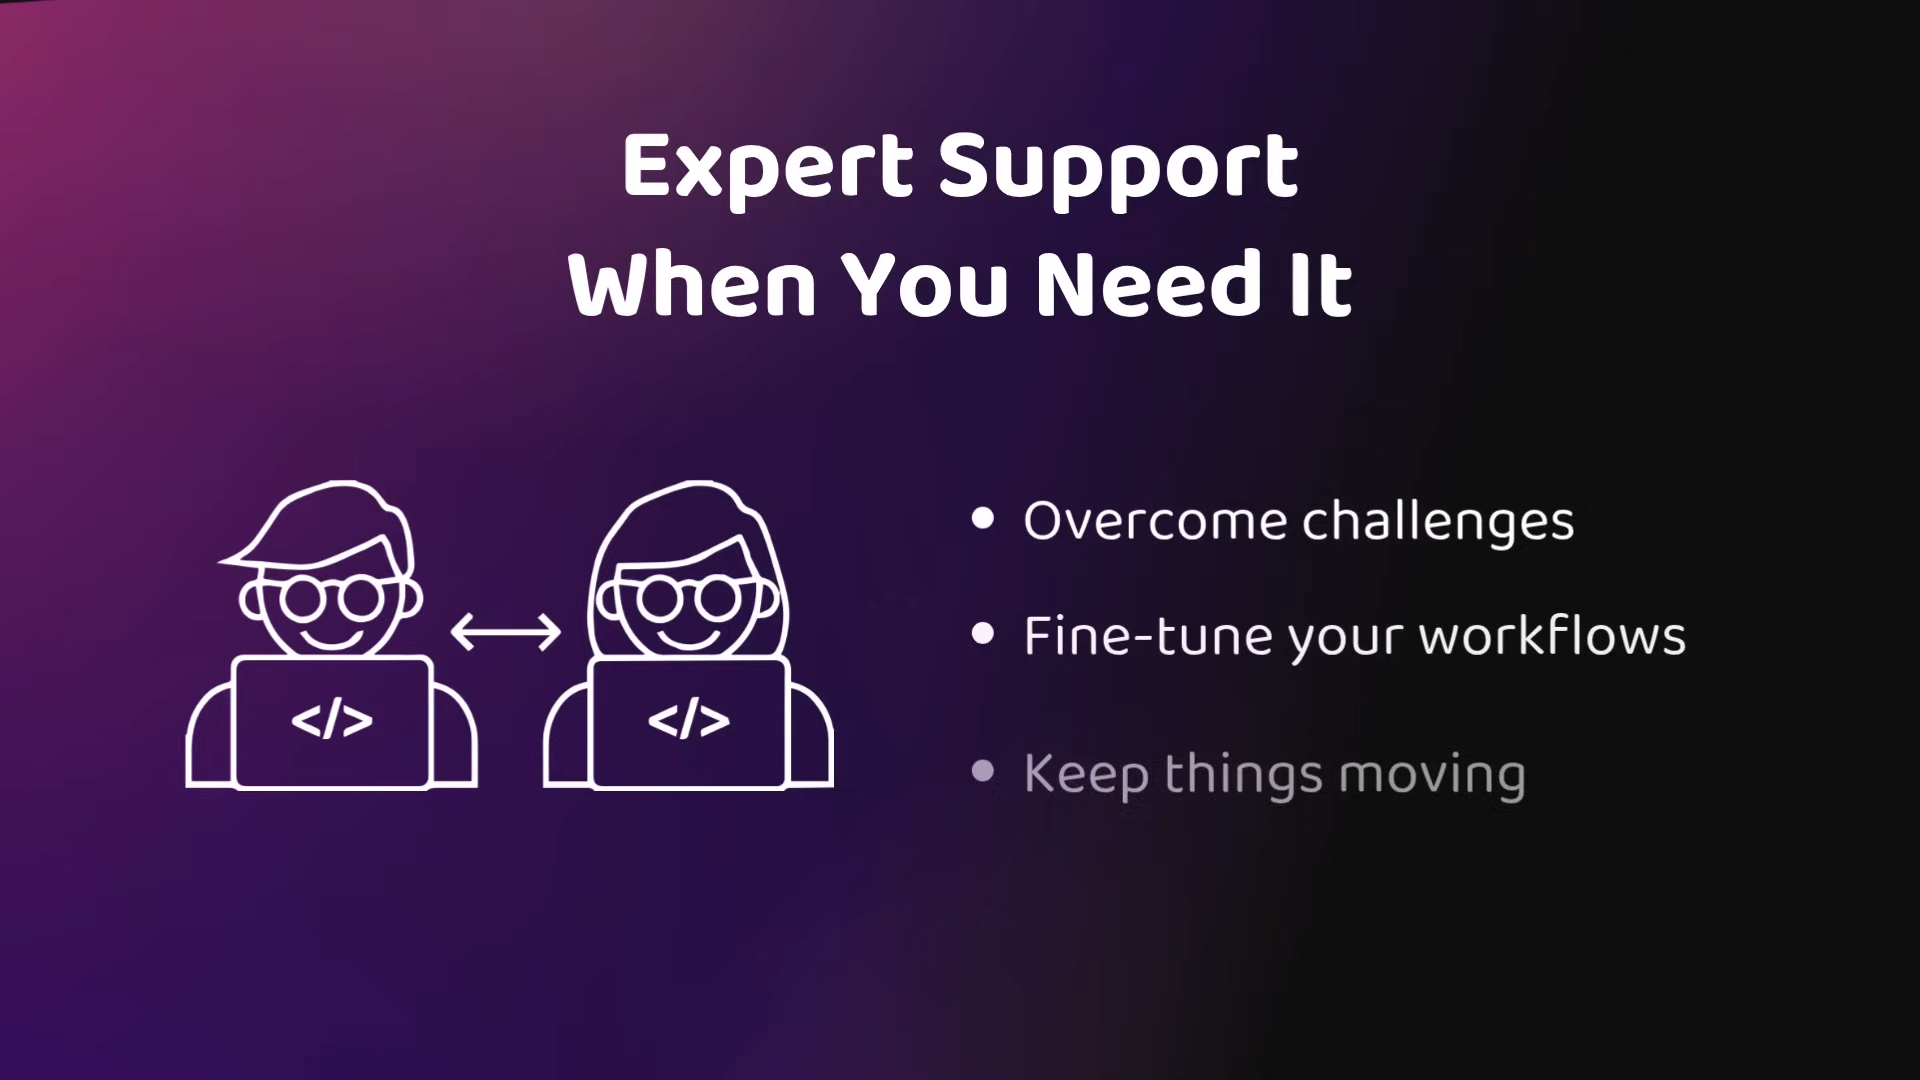 Expert Support
When You Need It
Overcome challenges
Fine-tune your workflows
Keep things moving
</> </>